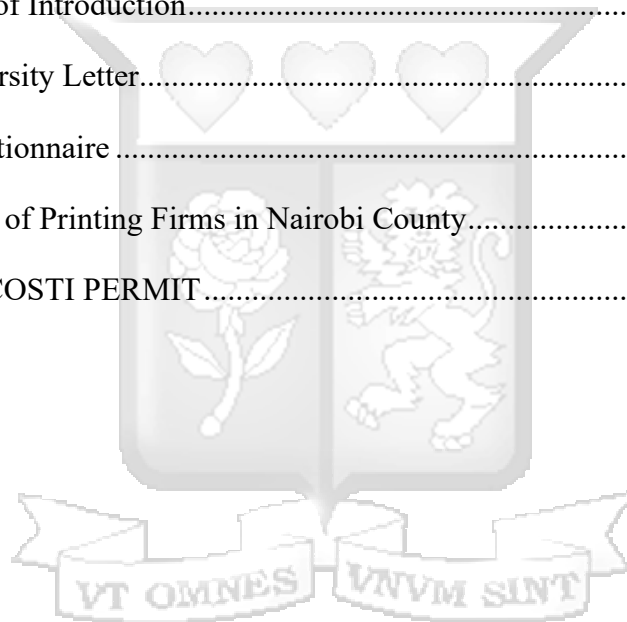 of Introduction
rsity Letter
tionnaire
of Printing Firms in Nairobi County
COSTI PERMIT
VT OMNES VNVM SINT